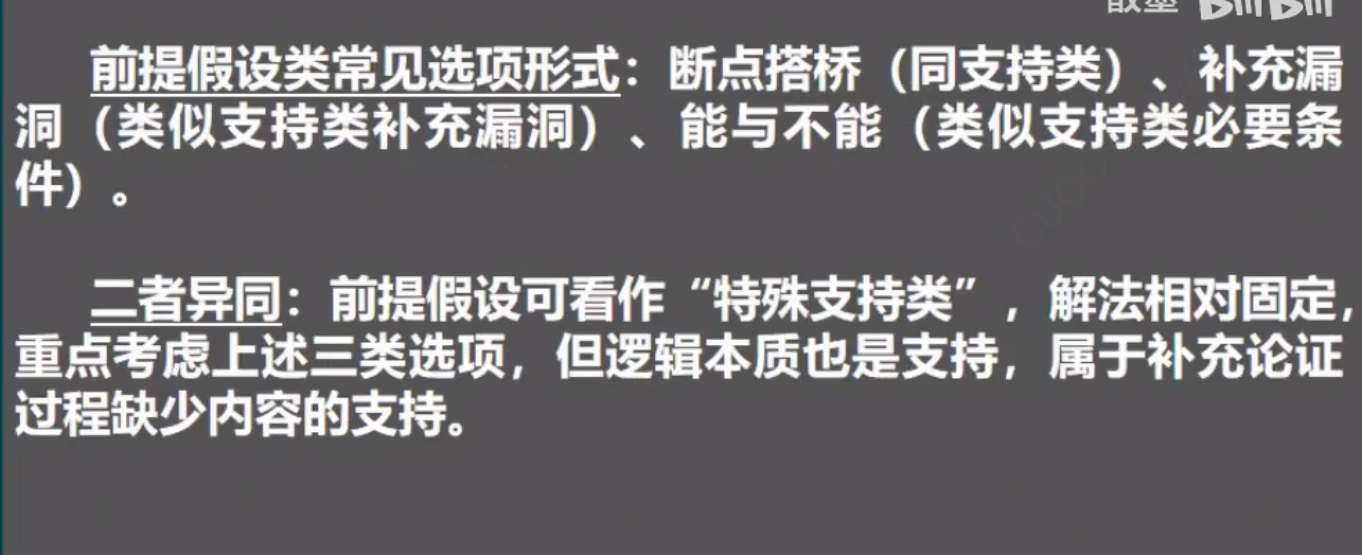 散墨 bilibili
前提假设类常见选项形式：断点搭桥（同支持类）、补充漏
洞（类似支持类补充漏洞）、能与不能（类似支持类必要条
件）。
二者异同：前提假设可看作“特殊支持类”，解法相对固定，
重点考虑上述三类选项，但逻辑本质也是支持，属于补充论证
过程缺少内容的支持。